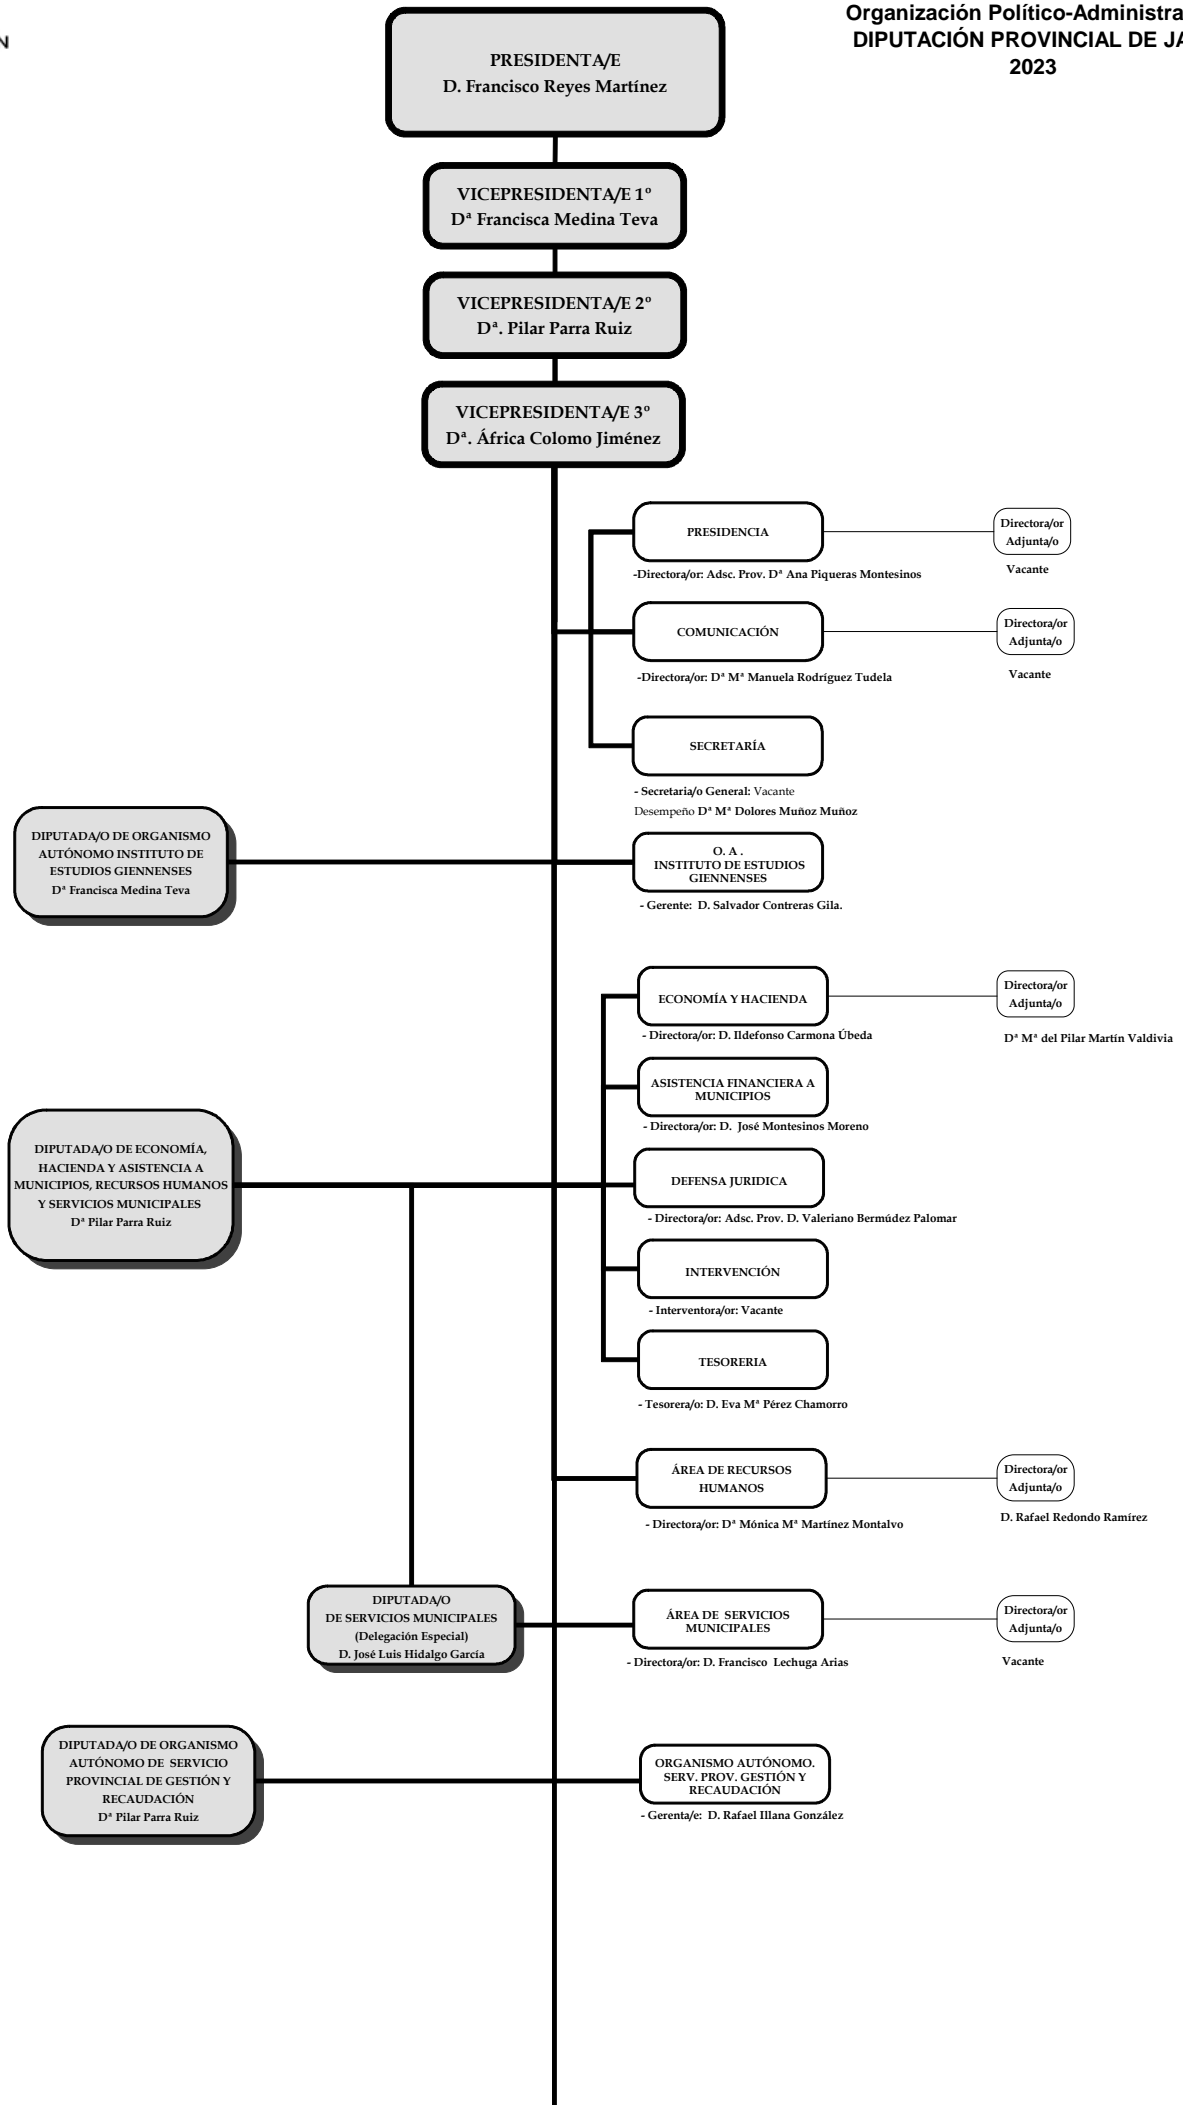 Organización Político-Administra
DIPUTACIÓN PROVINCIAL DE JA
2023
N
PRESIDENTA/E
D. Francisco Reyes Martínez
VICEPRESIDENTA/E 1º
Dª Francisca Medina Teva
VICEPRESIDENTA/E 2º
Dª. Pilar Parra Ruiz
VICEPRESIDENTA/E 3º
Dª. África Colomo Jiménez
PRESIDENCIA
-Directora/or: Adsc. Prov. Dª Ana Piqueras Montesinos
Directora/or
Adjunta/o
Vacante
COMUNICACIÓN
-Directora/or: Dª Mª Manuela Rodríguez Tudela
Directora/or
Adjunta/o
Vacante
SECRETARÍA
- Secretaria/o General: Vacante
Desempeño Dª Mª Dolores Muñoz Muñoz
DIPUTADA/O DE ORGANISMO
AUTÓNOMO INSTITUTO DE
ESTUDIOS GIENNENSES
Dª Francisca Medina Teva
O. A .
INSTITUTO DE ESTUDIOS
GIENNENSES
- Gerente: D. Salvador Contreras Gila.
ECONOMÍA Y HACIENDA
- Directora/or: D. Ildefonso Carmona Úbeda
Directora/or
Adjunta/o
Dª Mª del Pilar Martín Valdivia
ASISTENCIA FINANCIERA A
MUNICIPIOS
- Directora/or: D. José Montesinos Moreno
DIPUTADA/O DE ECONOMÍA,
HACIENDA Y ASISTENCIA A
MUNICIPIOS, RECURSOS HUMANOS
Y SERVICIOS MUNICIPALES
Dª Pilar Parra Ruiz
DEFENSA JURIDICA
- Directora/or: Adsc. Prov. D. Valeriano Bermúdez Palomar
INTERVENCIÓN
- Interventora/or: Vacante
TESORERIA
- Tesorera/o: D. Eva Mª Pérez Chamorro
ÁREA DE RECURSOS
HUMANOS
- Directora/or: Dª Mónica Mª Martínez Montalvo
Directora/or
Adjunta/o
D. Rafael Redondo Ramírez
DIPUTADA/O
DE SERVICIOS MUNICIPALES
(Delegación Especial)
D. José Luis Hidalgo García
ÁREA DE SERVICIOS
MUNICIPALES
- Directora/or: D. Francisco Lechuga Arias
Directora/or
Adjunta/o
Vacante
DIPUTADA/O DE ORGANISMO
AUTÓNOMO DE SERVICIO
PROVINCIAL DE GESTIÓN Y
RECAUDACIÓN
Dª Pilar Parra Ruiz
ORGANISMO AUTÓNOMO.
SERV. PROV. GESTIÓN Y
RECAUDACIÓN
- Gerenta/e: D. Rafael Illana González